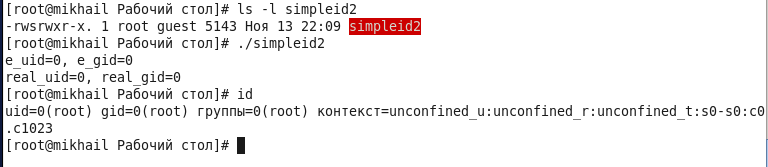 [root@mikhail Рабочий стол]# ls -l simpleid2
-rwsrwxr-x. 1 root guest 5143 Ноя 13 22:09 simpleid2
[root@mikhail Рабочий стол]# ./simpleid2
e_uid=0, e_gid=0
real_uid=0, real_gid=0
[root@mikhail Рабочий стол]# id
uid=0(root) gid=0(root) группы=0(root) контекст=unconfined_u:unconfined_r:unconfined_t:s0-s0:c0
.c1023
[root@mikhail Рабочий стол]#